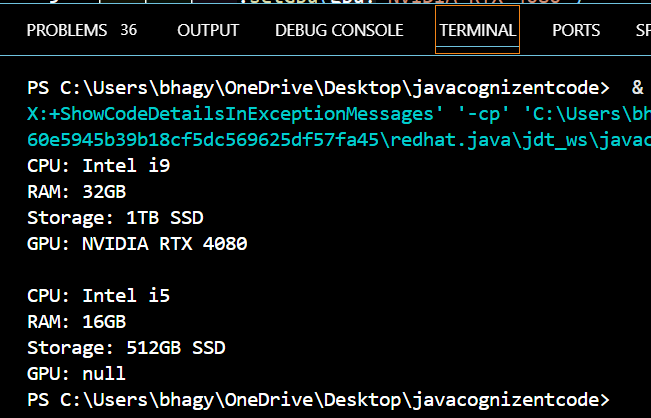 PROBLEMS 36 OUTPUT DEBUG CONSOLE TERMINAL PORTS
PS C:\Users\bhagy\OneDrive\Desktop\javacognizentcode> &
X:+ShowCodeDetailsInExceptionMessages' '-cp' 'C:\Users\bh
60e5945b39b18cf5dc569625df57fa45\redhat.java\jdt_ws\javac
CPU: Intel i9
RAM: 32GB
Storage: 1TB SSD
GPU: NVIDIA RTX 4080
CPU: Intel i5
RAM: 16GB
Storage: 512GB SSD
GPU: null
PS C:\Users\bhagy\OneDrive\Desktop\javacognizentcode>